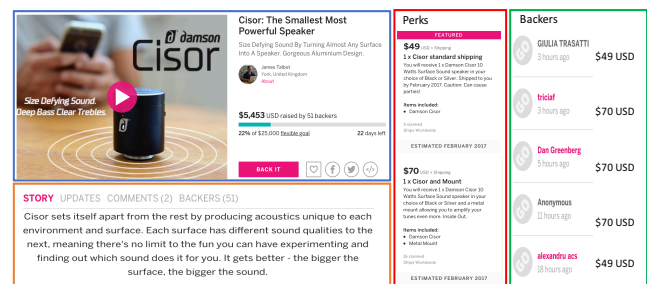 damson
Cisor
Size Defying Sound.
Deep Bass Clear Trebles.
Cisor: The Smallest Most
Powerful Speaker
Size Defying Sound By Turning Almost Any Surface
Into A Speaker. Gorgeous Aluminium Design.
James Talbot
York, United Kingdom
About
$5,453 USD raised by 51 backers
22% of $25,000 flexible goal 22 days left
BACK IT
STORY UPDATES COMMENTS (2) BACKERS (51)
Cisor sets itself apart from the rest by producing acoustics unique to each
environment and surface. Each surface has different sound qualities to the
next, meaning there's no limit to the fun you can have experimenting and
finding out which sound does it for you. It gets better - the bigger the
surface, the bigger the sound.
Perks
FEATURED
$49 USD + Shipping
1 x Cisor standard shipping
You will receive 1 x Damson Cisor 10
Watts Surface Sound speaker in your
choice of Black or Silver. Shipped to you
by February 2017. Caution: Can cause
parties!
Items included:
Damson Cisor
Ships Worldwide
ESTIMATED FEBRUARY 2017
$70 USD + Shipping
1 x Cisor and Mount
You will receive 1 x Damson Cisor 10
Watts Surface Sound speaker in your
choice of Black or Silver and a metal
mount allowing you to amplify your
tunes even more. Inside Out.
Items included:
Damson Cisor
Metal Mount
Ships Worldwide
ESTIMATED FEBRUARY 2017
Backers
GO
GIULIA TRASATTI
3 hours ago
$49 USD
GO
triciaf
3 hours ago
$70 USD
GO
Dan Greenberg
5 hours ago
$70 USD
GO
Anonymous
11 hours ago
$70 USD
GO
alexandru acs
18 hours ago
$49 USD